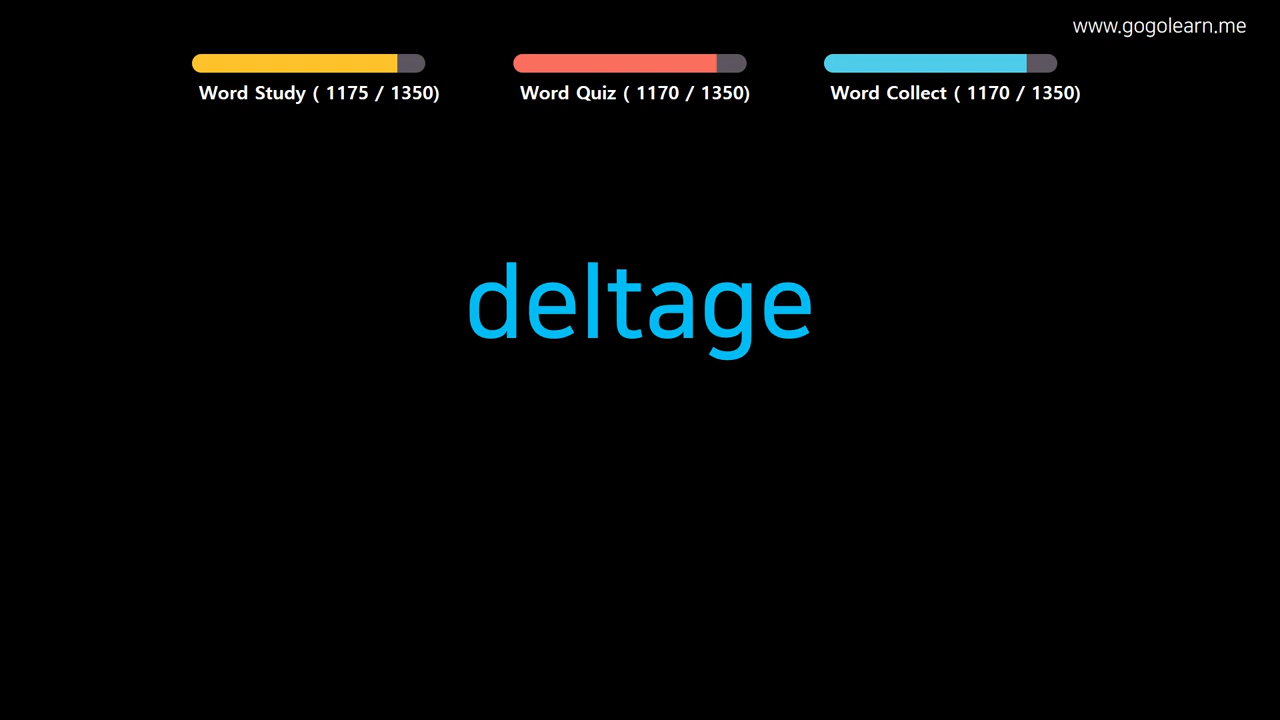 www.gogolearn.me
Word Study ( 1175 / 1350)
Word Quiz ( 1170 / 1350)
Word Collect ( 1170 / 1350)
deltage